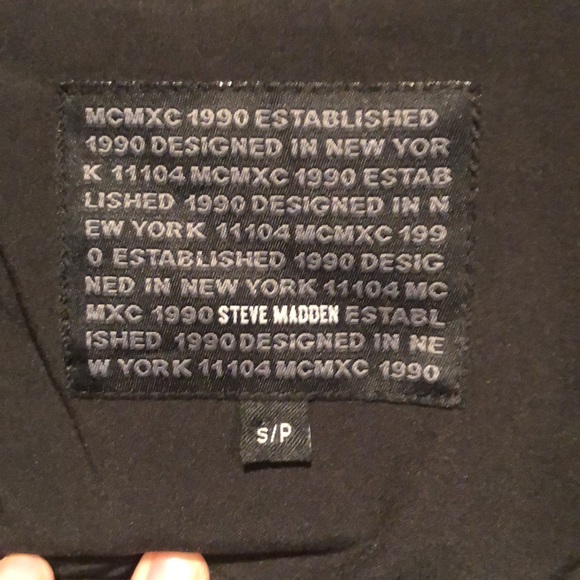 MCMXC 1990 ESTABLISHED
1990 DESIGNED IN NEW YOR
K 11104 MCMXC 1990 ESTAB
LISHED 1990 DESIGNED IN N
EW YORK 11104 MCMXC 199
0 ESTABLISHED 1990 DESIG
NED IN NEW YORK 11104 MC
MXC 1990 STEVE MADDEN ESTABL
ISHED 1990 DESIGNED IN NE
W YORK 11104 MCMXC 1990
S/P